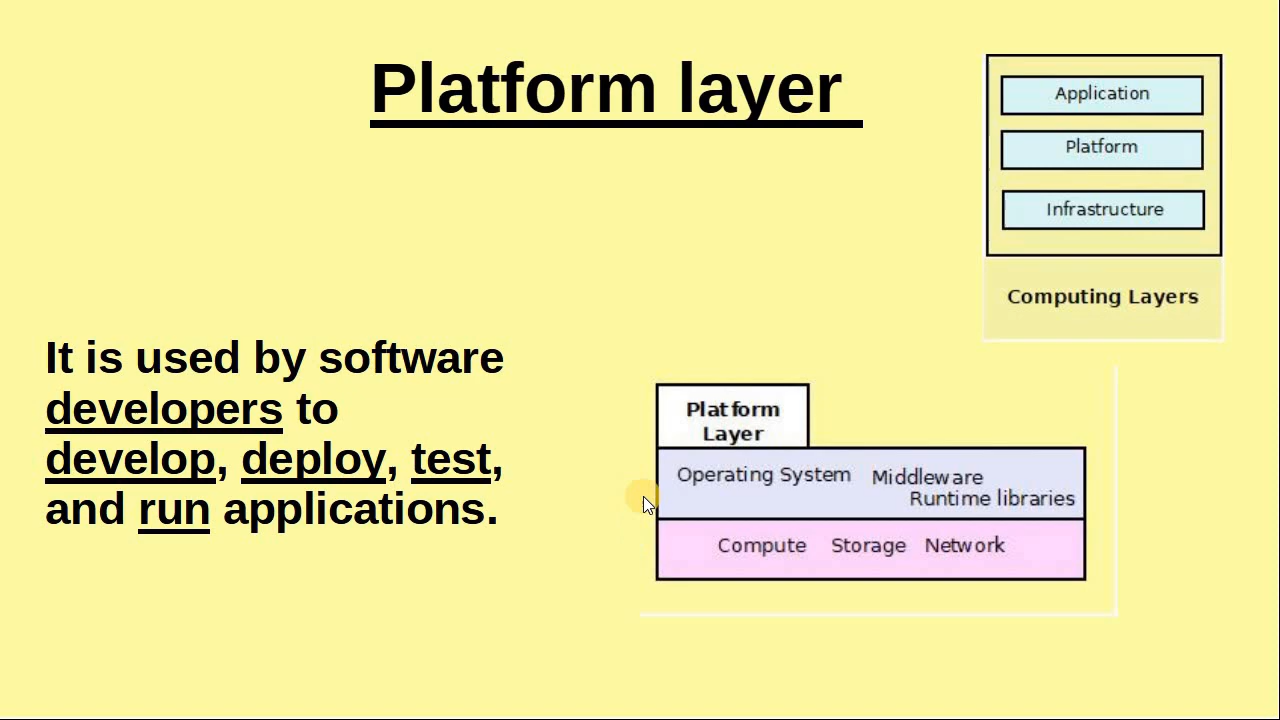 Platform layer
Application
Platform
Infrastructure
Computing Layers
It is used by software
developers to
develop, deploy, test,
and run applications.
Platform
Layer
Operating System Middleware
Runtime libraries
Compute Storage Network